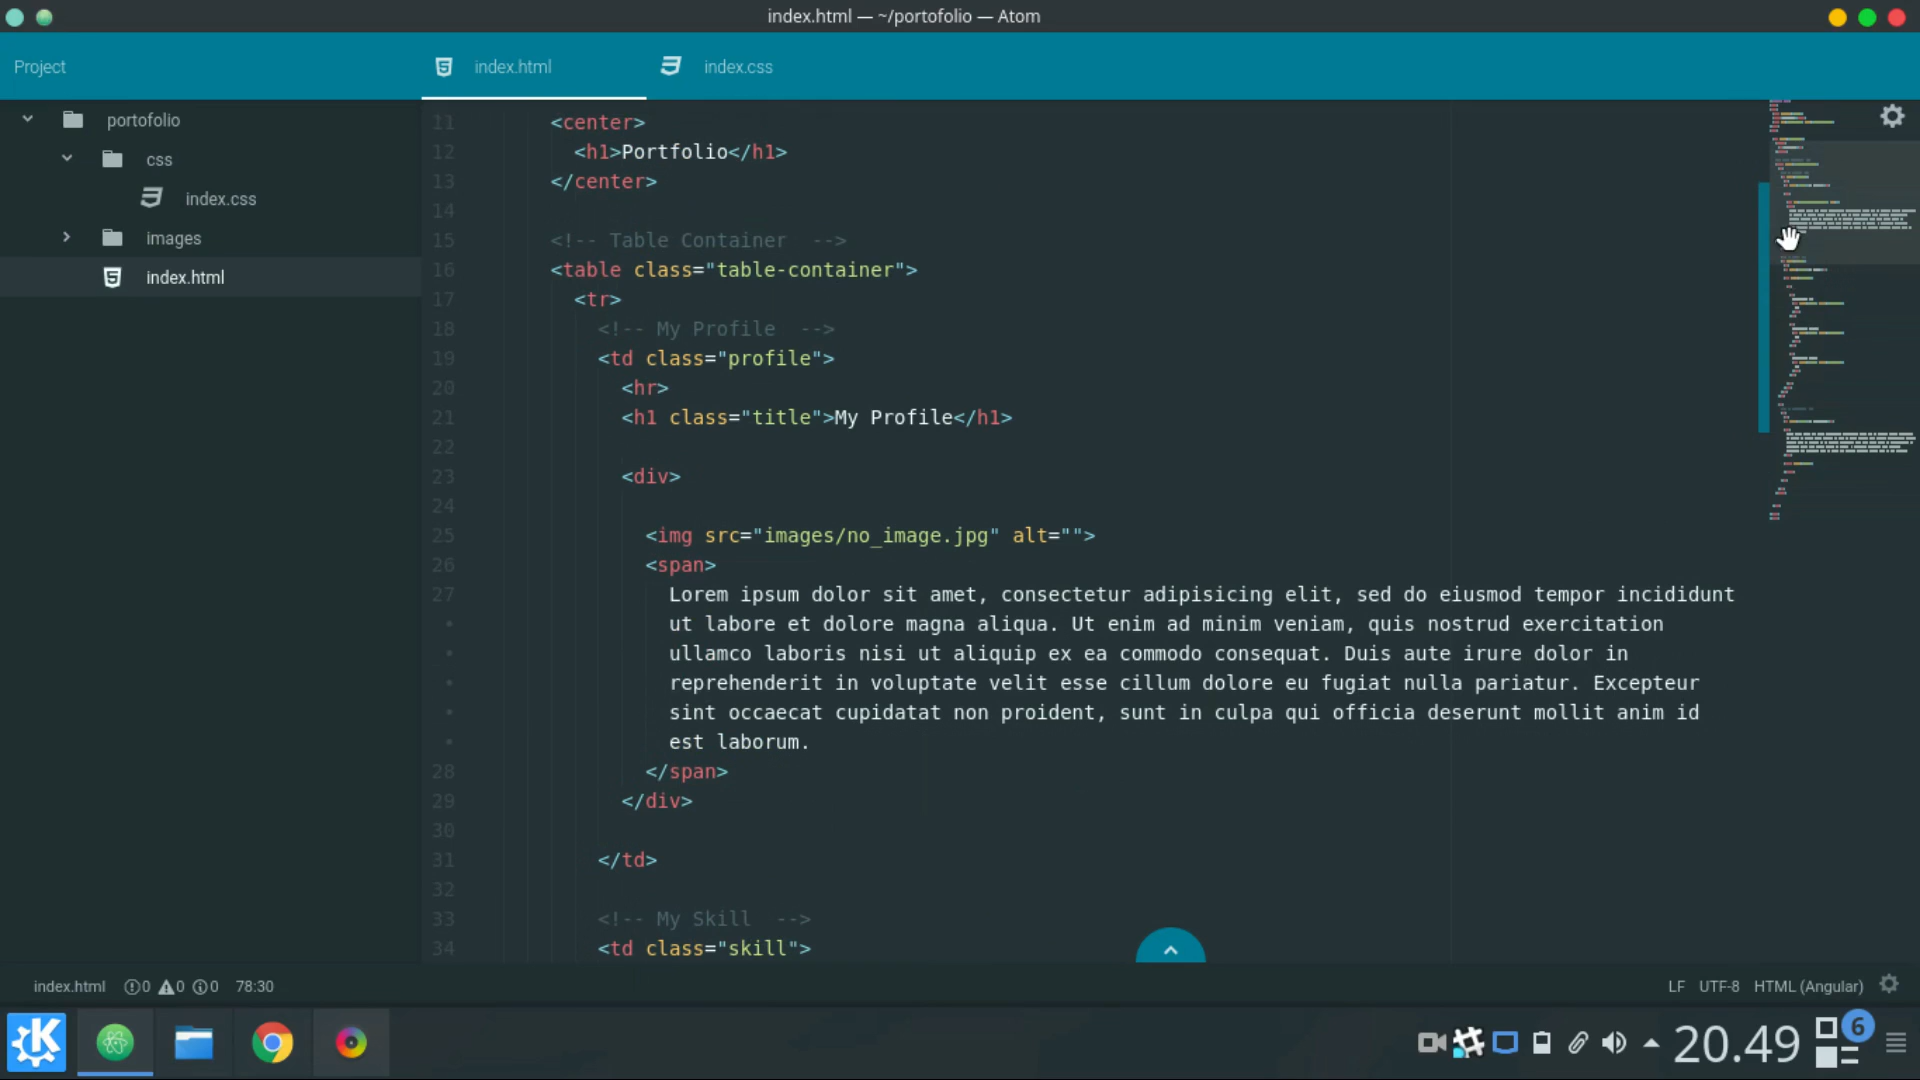 index.html — ~/portofolio — Atom
Project
index.html
index.css
portofolio
css
index.css
images
index.html
11 <center>
12 <h1>Portfolio</h1>
13 </center>
14
15 <!-- Table Container  -->
16 <table class="table-container">
17 <tr>
18 <!-- My Profile  -->
19 <td class="profile">
20 <hr>
21 <h1 class="title">My Profile</h1>
22
23 <div>
24
25 <img src="images/no_image.jpg" alt="">
26 <span>
27 Lorem ipsum dolor sit amet, consectetur adipisicing elit, sed do eiusmod tempor incididunt
• ut labore et dolore magna aliqua. Ut enim ad minim veniam, quis nostrud exercitation
• ullamco laboris nisi ut aliquip ex ea commodo consequat. Duis aute irure dolor in
• reprehenderit in voluptate velit esse cillum dolore eu fugiat nulla pariatur. Excepteur
• sint occaecat cupidatat non proident, sunt in culpa qui officia deserunt mollit anim id
• est laborum.
28 </span>
29 </div>
30
31 </td>
32
33 <!-- My Skill  -->
34 <td class="skill">
index.html 0 0 0 78:30
LF UTF-8 HTML (Angular)
20.49
6